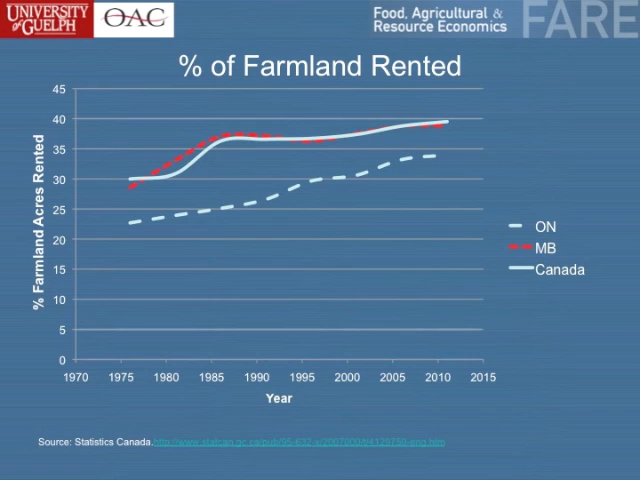 UNIVERSITY
of GUELPH
OAC
Food, Agricultural &
Resource Economics
FARE
% of Farmland Rented
% Farmland Acres Rented
45
40
35
30
25
20
15
10
5
0
1970 1975 1980 1985 1990 1995 2000 2005 2010 2015
Year
ON
MB
Canada
Source: Statistics Canada.